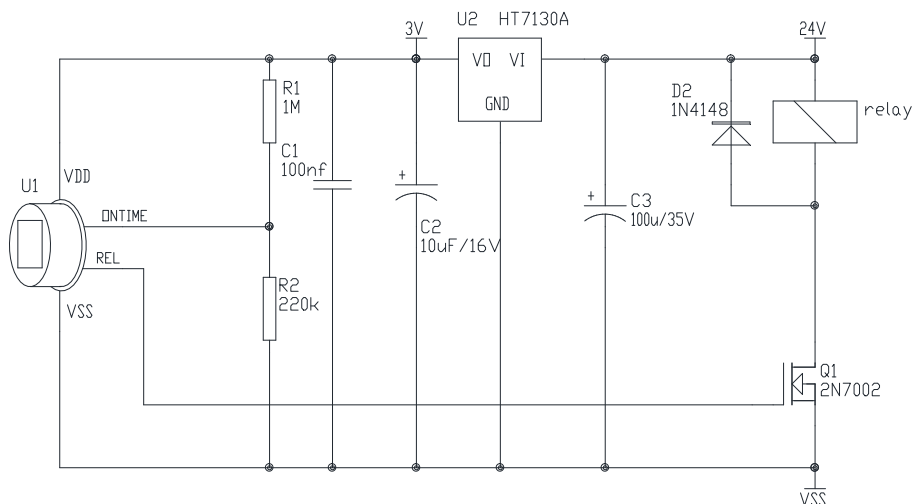 U2 HT7130A
3V
24V
VO VI
GND
R1
1M
D2
1N4148
relay
C1
100nf
U1
VDD
ONTIME
REL
VSS
C2
10uF/16V
C3
100u/35V
R2
220k
Q1
2N7002
VSS